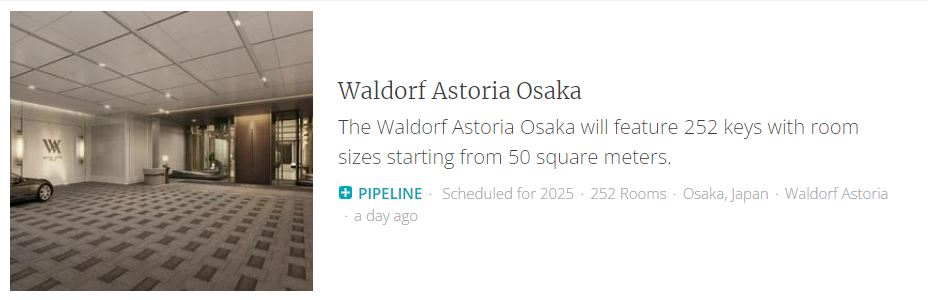 Waldorf Astoria Osaka
The Waldorf Astoria Osaka will feature 252 keys with room
sizes starting from 50 square meters.
PIPELINE · Scheduled for 2025 · 252 Rooms · Osaka, Japan · Waldorf Astoria
· a day ago